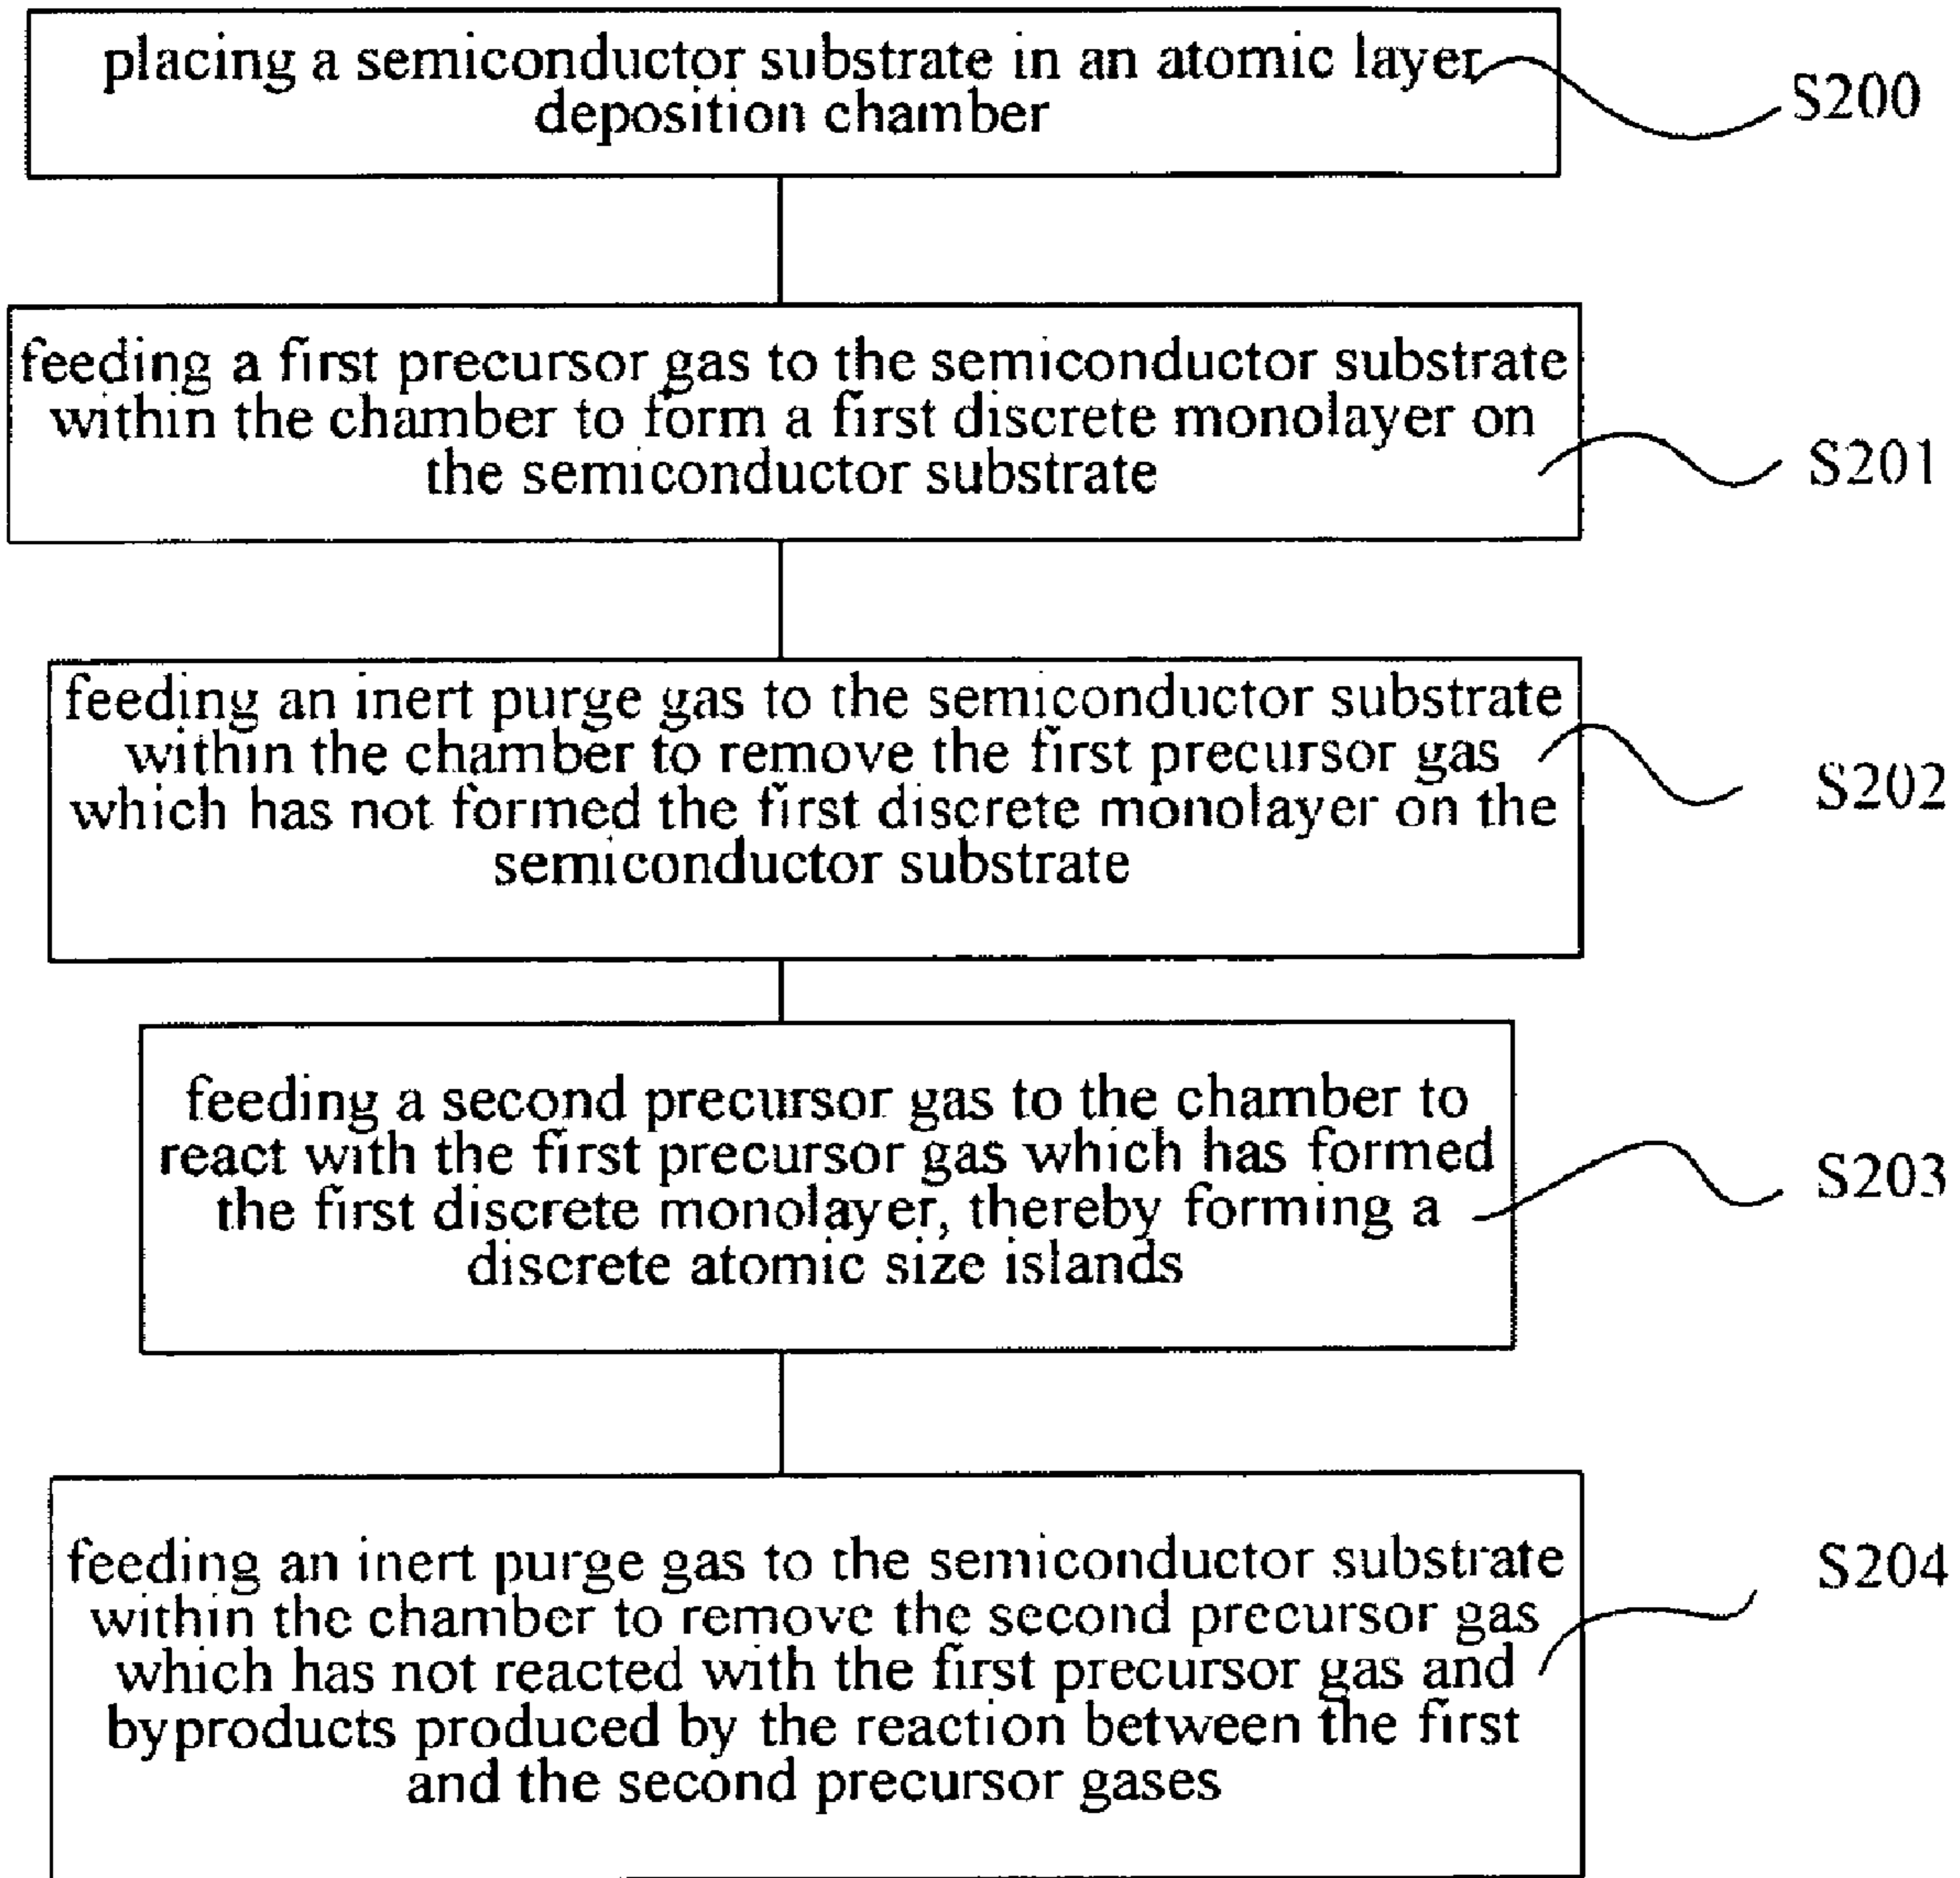 placing a semiconductor substrate in an atomic layer
deposition chamber
S200
feeding a first precursor gas to the semiconductor substrate
within the chamber to form a first discrete monolayer on
the semiconductor substrate
S201
feeding an inert purge gas to the semiconductor substrate
within the chamber to remove the first precursor gas
which has not formed the first discrete monolayer on the
semiconductor substrate
S202
feeding a second precursor gas to the chamber to
react with the first precursor gas which has formed
the first discrete monolayer, thereby forming a
discrete atomic size islands
S203
feeding an inert purge gas to the semiconductor substrate
within the chamber to remove the second precursor gas
which has not reacted with the first precursor gas and
byproducts produced by the reaction between the first
and the second precursor gases
S204